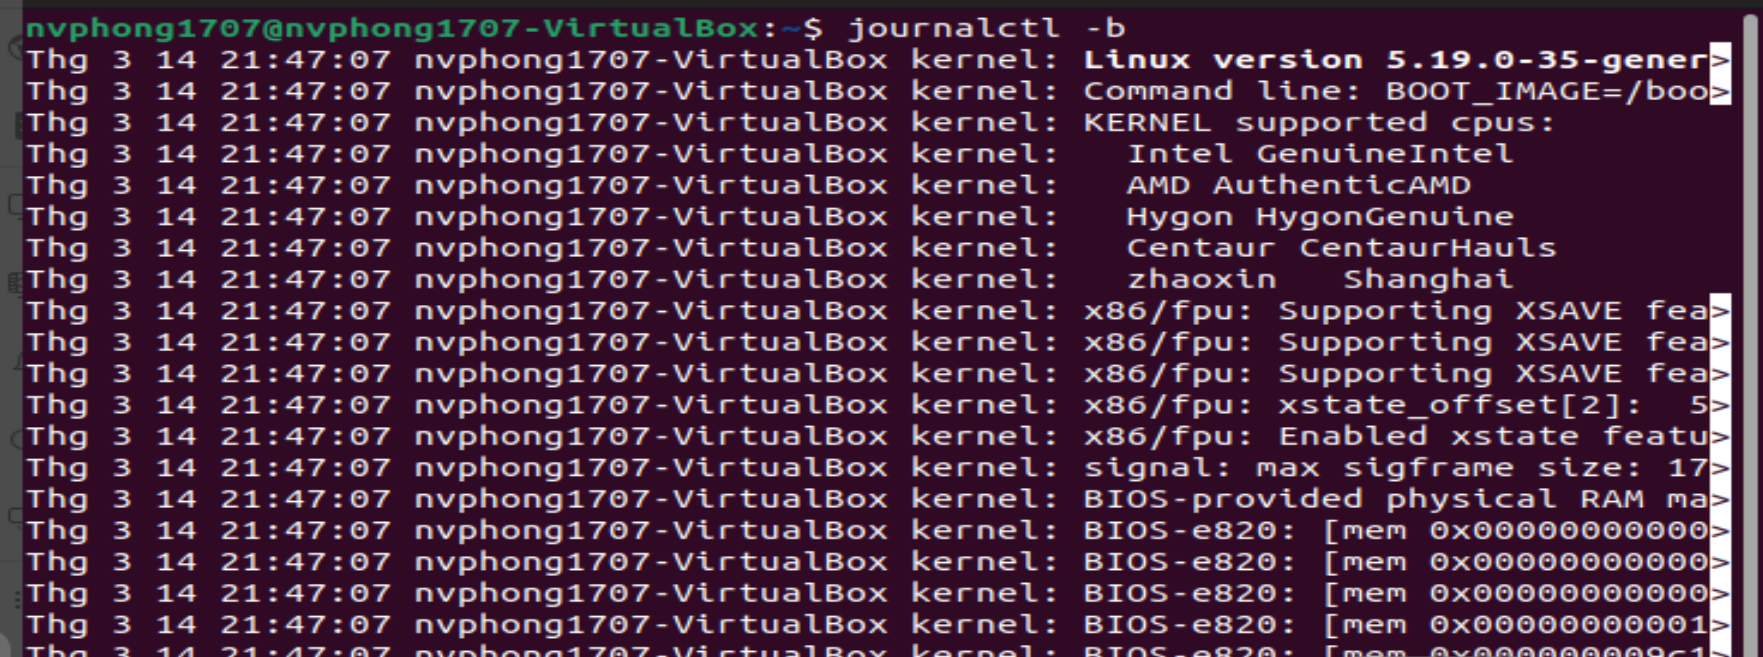 nvphong1707@nvphong1707-VirtualBox:~$ journalctl -b
Thg 3 14 21:47:07 nvphong1707-VirtualBox kernel: Linux version 5.19.0-35-gener>
Thg 3 14 21:47:07 nvphong1707-VirtualBox kernel: Command line: BOOT_IMAGE=/boo>
Thg 3 14 21:47:07 nvphong1707-VirtualBox kernel: KERNEL supported cpus:
Thg 3 14 21:47:07 nvphong1707-VirtualBox kernel:   Intel GenuineIntel
Thg 3 14 21:47:07 nvphong1707-VirtualBox kernel:   AMD AuthenticAMD
Thg 3 14 21:47:07 nvphong1707-VirtualBox kernel:   Hygon HygonGenuine
Thg 3 14 21:47:07 nvphong1707-VirtualBox kernel:   Centaur CentaurHauls
Thg 3 14 21:47:07 nvphong1707-VirtualBox kernel:   zhaoxin   Shanghai
Thg 3 14 21:47:07 nvphong1707-VirtualBox kernel: x86/fpu: Supporting XSAVE fea>
Thg 3 14 21:47:07 nvphong1707-VirtualBox kernel: x86/fpu: Supporting XSAVE fea>
Thg 3 14 21:47:07 nvphong1707-VirtualBox kernel: x86/fpu: Supporting XSAVE fea>
Thg 3 14 21:47:07 nvphong1707-VirtualBox kernel: x86/fpu: xstate_offset[2]:  5>
Thg 3 14 21:47:07 nvphong1707-VirtualBox kernel: x86/fpu: Enabled xstate featu>
Thg 3 14 21:47:07 nvphong1707-VirtualBox kernel: signal: max sigframe size: 17>
Thg 3 14 21:47:07 nvphong1707-VirtualBox kernel: BIOS-provided physical RAM ma>
Thg 3 14 21:47:07 nvphong1707-VirtualBox kernel: BIOS-e820: [mem 0x00000000000>
Thg 3 14 21:47:07 nvphong1707-VirtualBox kernel: BIOS-e820: [mem 0x00000000000>
Thg 3 14 21:47:07 nvphong1707-VirtualBox kernel: BIOS-e820: [mem 0x00000000000>
Thg 3 14 21:47:07 nvphong1707-VirtualBox kernel: BIOS-e820: [mem 0x00000000001>
Thg 3 14 21:47:07 nvphong1707-VirtualBox kernel: BIOS-e820: [mem